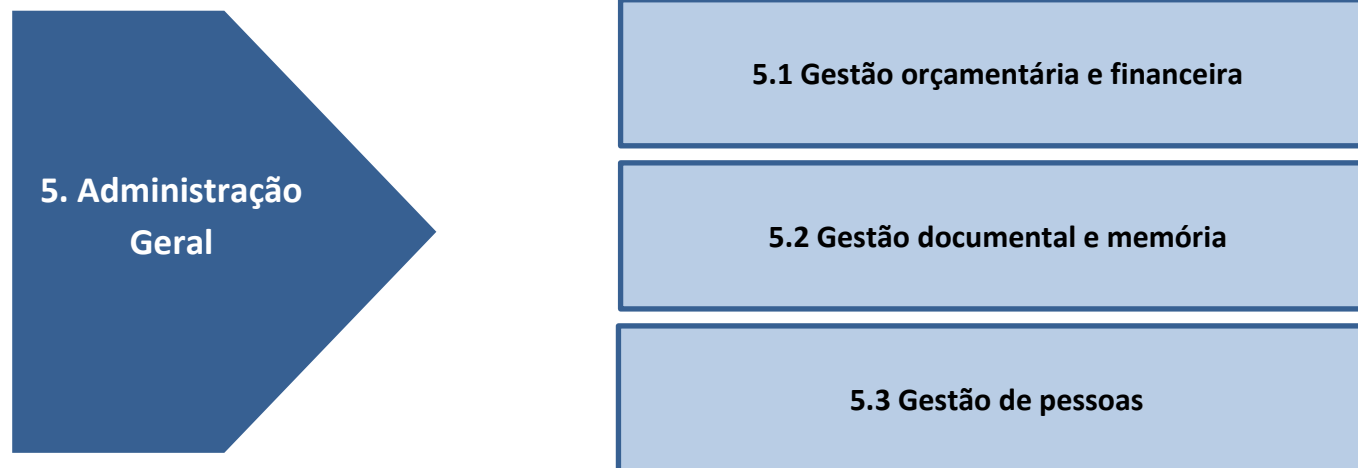 5. Administração
Geral
5.1 Gestão orçamentária e financeira
5.2 Gestão documental e memória
5.3 Gestão de pessoas